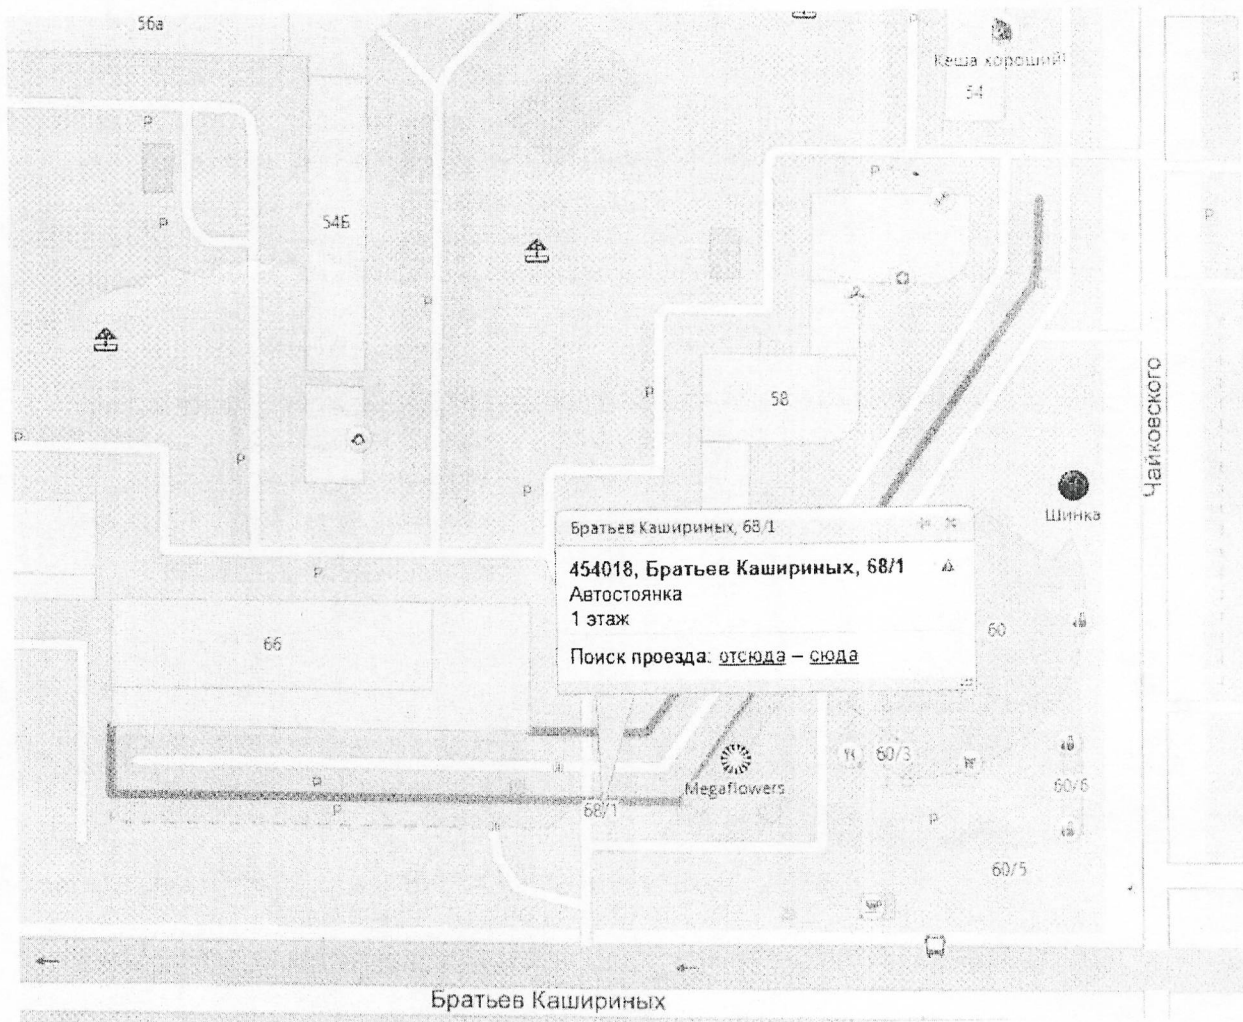 56а
Кеша хороший!
54
P
P
P
P
54Б
P
P
58
P
Чайковского
P
P
P
Шинка
Братьев Кашириных, 68/1
454018, Братьев Кашириных, 68/1
Автостоянка
1 этаж
Поиск проезда: отсюда – сюда
P
66
60
60/3
Megaflowers
P
P
68/1
60/6
P
60/5
Братьев Кашириных